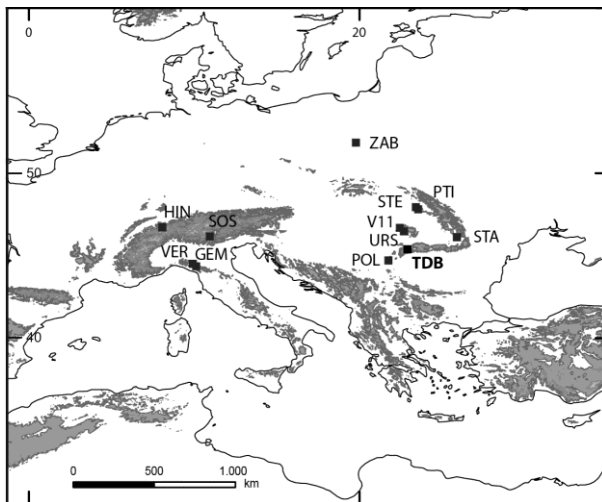 0 20
ZAB
50
PTI
STE
HIN
SOS
V11
URS
STA
VER GEM
TDB
POL
40
0 500 1.000
km